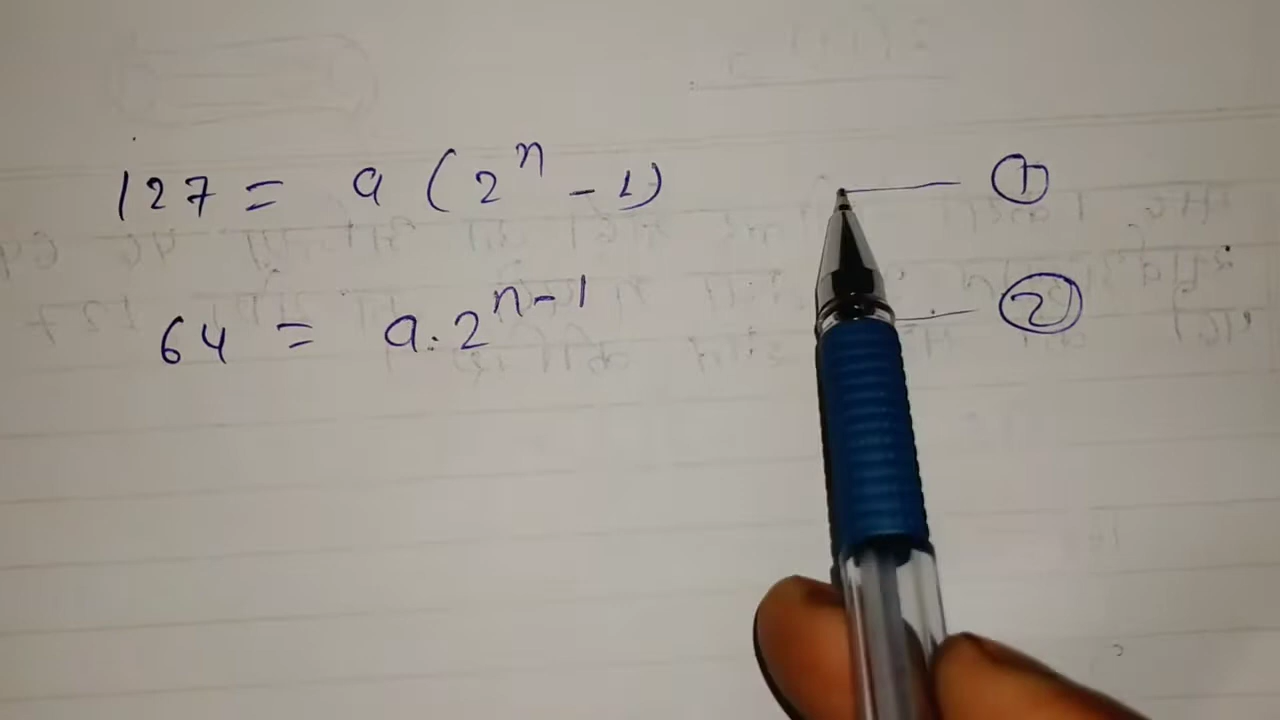 127 = a (2^n - 1) ——— ①
64 = a.2^{n-1} ——— ②